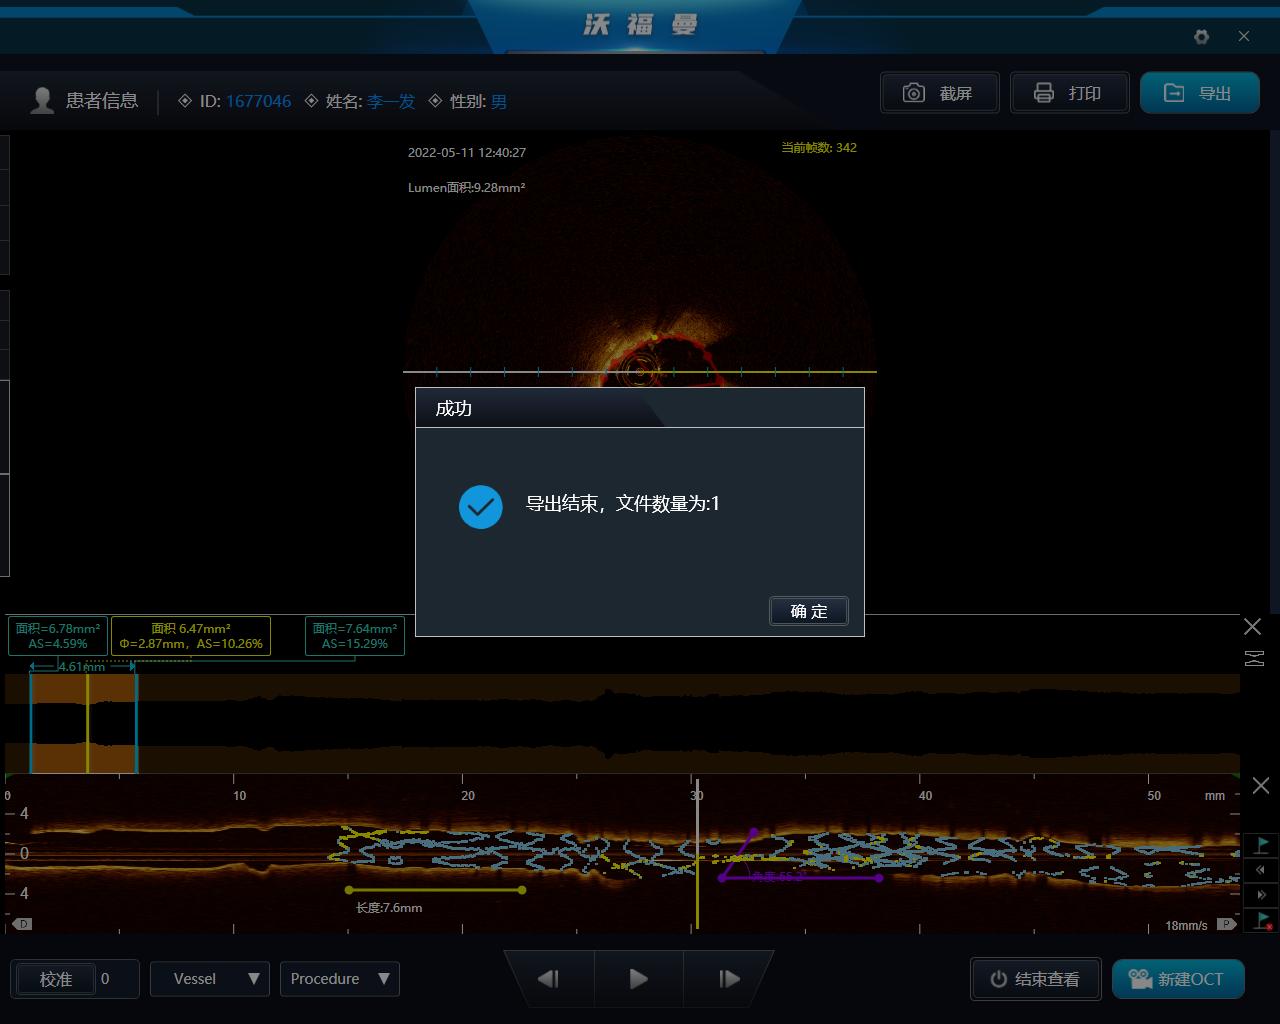 沃福曼
患者信息
ID: 1677046
姓名: 李一发
性别: 男
截屏
打印
导出
2022-05-11 12:40:27
当前帧数: 342
Lumen面积:9.28mm²
成功
导出结束，文件数量为:1
确 定
面积=6.78mm²
AS=4.59%
面积 6.47mm²
Φ=2.87mm，AS=10.26%
面积=7.64mm²
AS=15.29%
4.61mm
0 10 20 30 40 50 mm
4
0
4
角度:55.2°
长度:7.6mm
D
18mm/s P
校准 0
Vessel
Procedure
结束查看
新建OCT